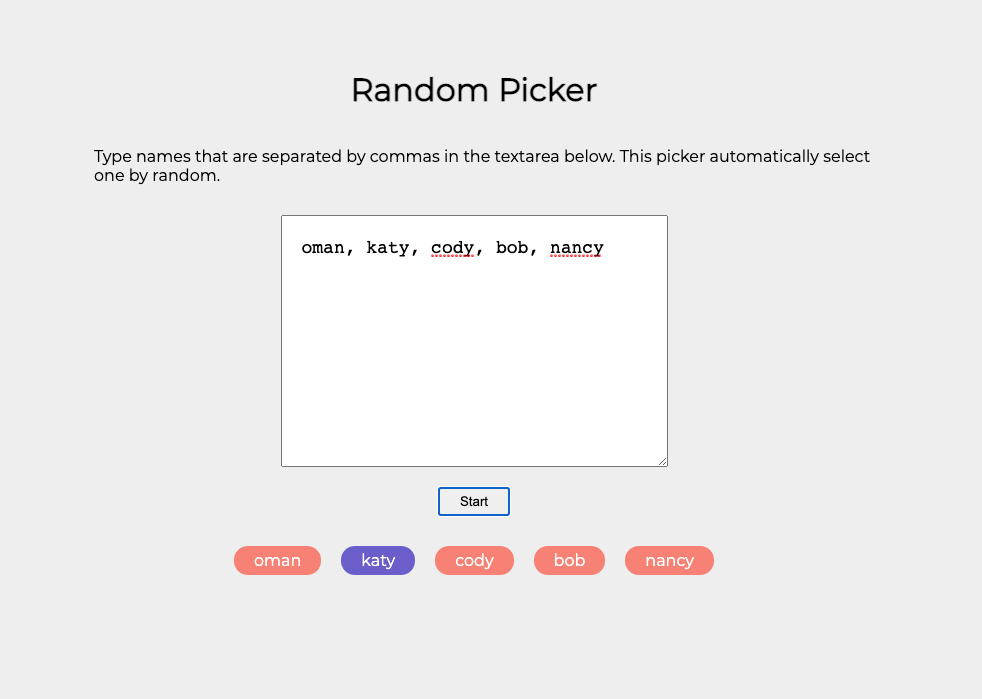 Random Picker
Type names that are separated by commas in the textarea below. This picker automatically select
one by random.
oman, katy, cody, bob, nancy
Start
oman katy cody bob nancy